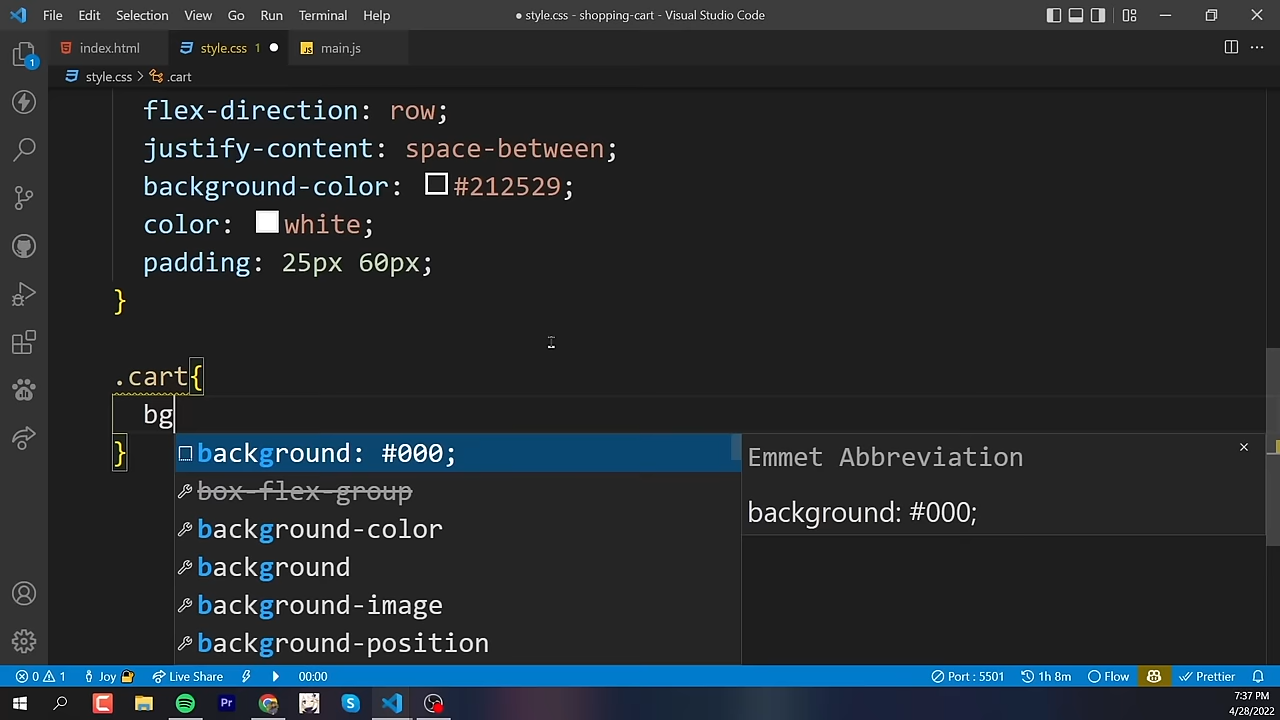 File Edit Selection View Go Run Terminal Help ● style.css - shopping-cart - Visual Studio Code
index.html style.css 1 ● JS main.js
style.css > .cart
flex-direction: row;
justify-content: space-between;
background-color: #212529;
color: white;
padding: 25px 60px;
}
.cart{
bg
}
background: #000;
box-flex-group
background-color
background
background-image
background-position
Emmet Abbreviation
background: #000;
1
0 1 Joy Live Share 00:00 Port : 5501 1h 8m Flow Prettier
Pr
7:37 PM
4/28/2022